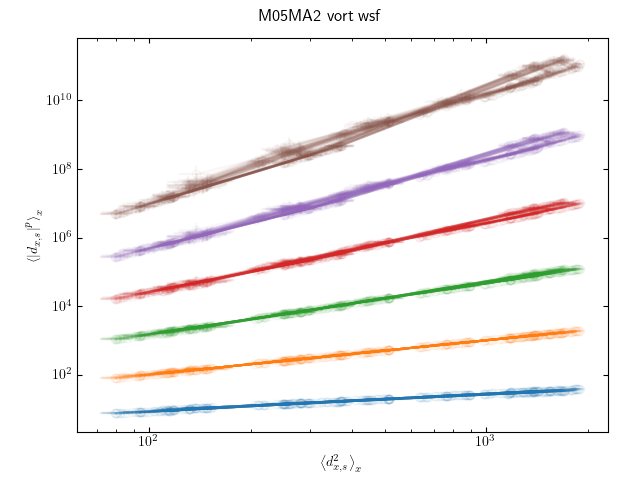 M05MA2 vort wsf
10^{10}
10^8
10^6
10^4
10^2
⟨|d_{x,s}|^p⟩_x
10^2 10^3
⟨d^2_{x,s}⟩_x